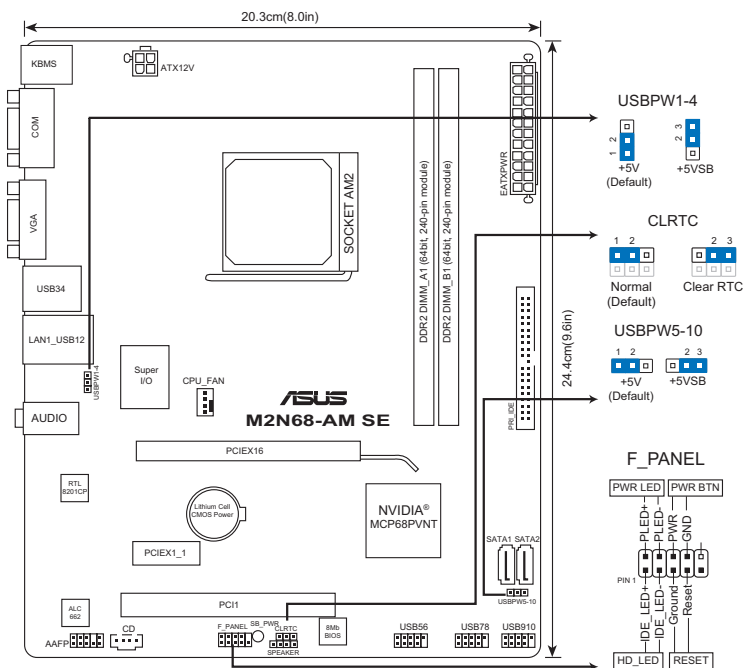 20.3cm(8.0in)
KBMS
ATX12V
COM
VGA
USB34
LAN1_USB12
AUDIO
USBPW1-4
Super
I/O
CPU_FAN
SOCKET AM2
DDR2 DIMM_A1 (64bit, 240-pin module)
DDR2 DIMM_B1 (64bit, 240-pin module)
EATXPWR
24.4cm(9.6in)
PRI_IDE
ASUS
M2N68-AM SE
PCIEX16
RTL
8201CP
Lithium Cell
CMOS Power
NVIDIA®
MCP68PVNT
PCIEX1_1
SATA1 SATA2
USBPW5-10
PCI1
ALC
662
AAFP
CD
F_PANEL
SB_PWR
CLRTC
SPEAKER
8Mb
BIOS
USB56
USB78
USB910
USBPW1-4
1 2
2 3
+5V
(Default)
+5VSB
CLRTC
1 2
2 3
Normal
(Default)
Clear RTC
USBPW5-10
1 2
2 3
+5V
(Default)
+5VSB
F_PANEL
PWR LED
PWR BTN
PLED+
PLED-
PWR
GND
PIN 1
IDE_LED+
IDE_LED-
Ground
Reset
HD_LED
RESET